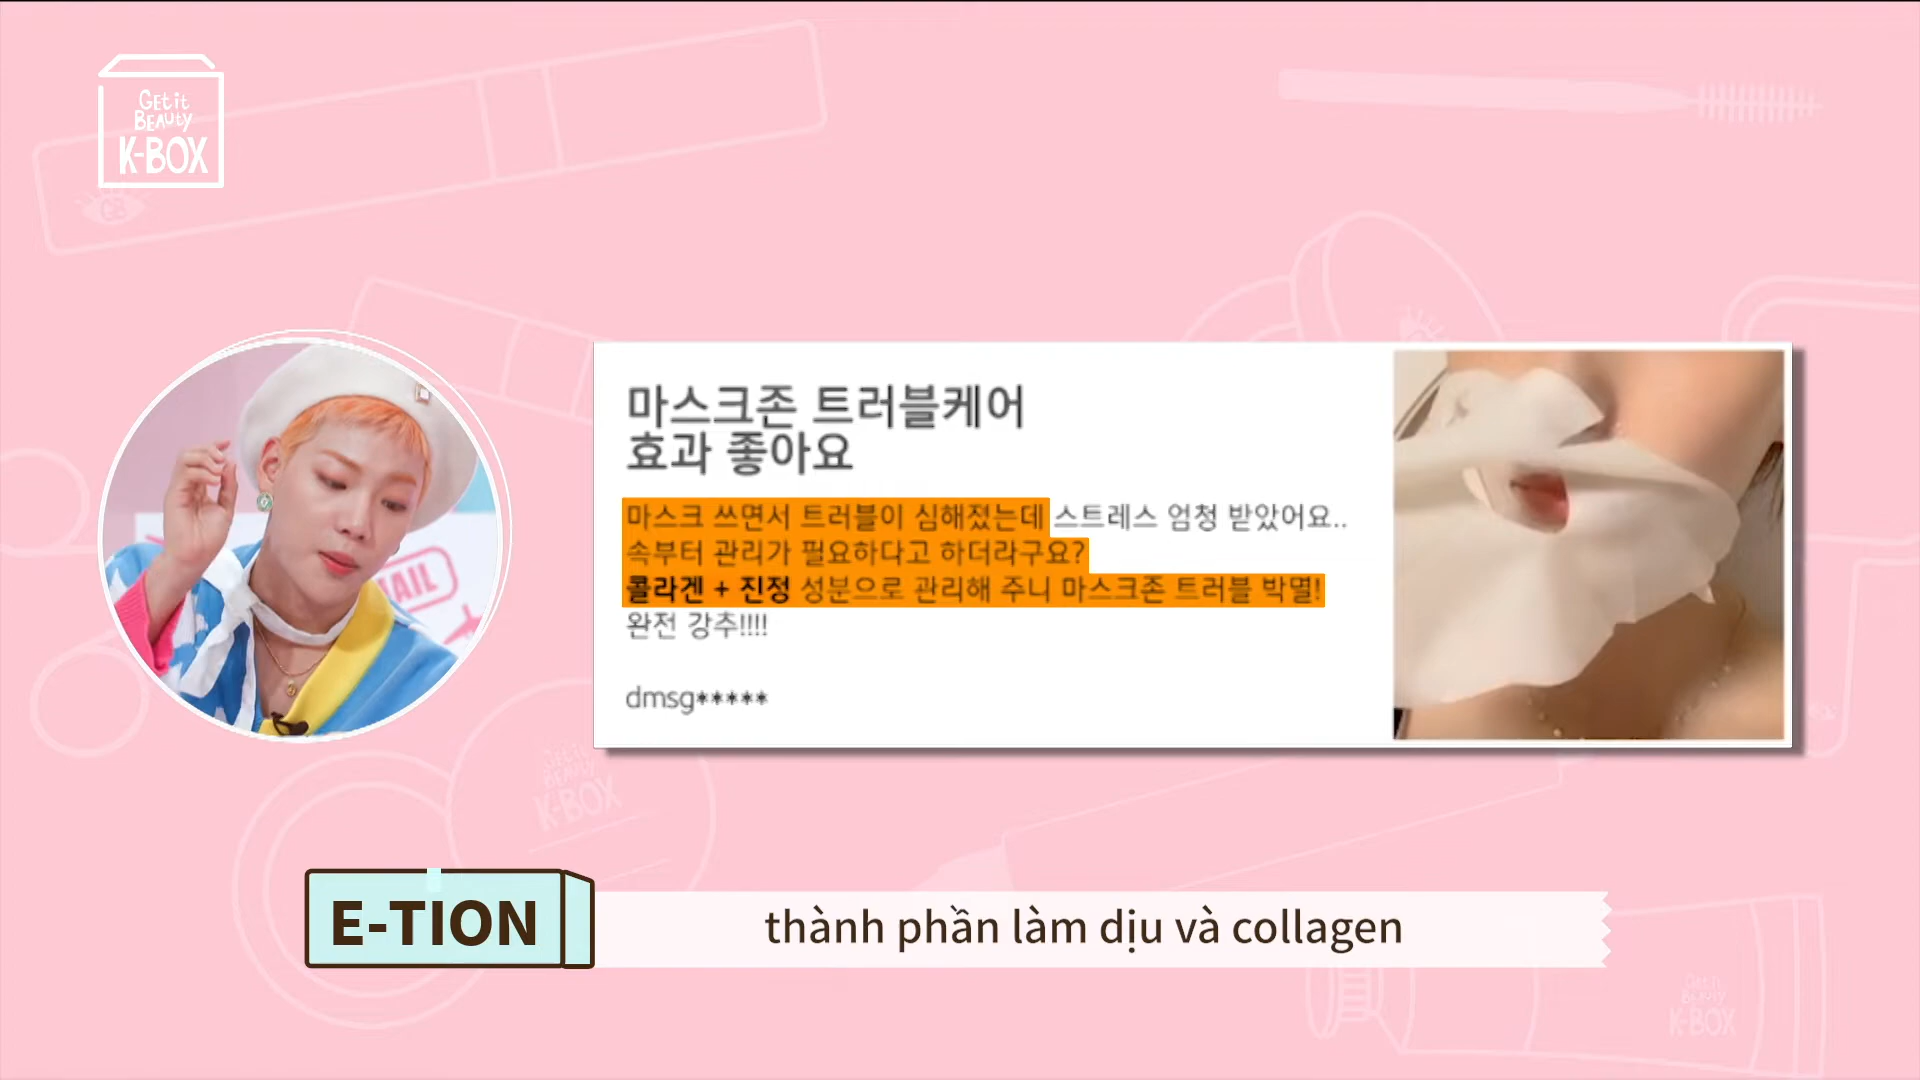 GEt it
BEAUty
K-BOX
마스크존 트러블케어
효과 좋아요
마스크 쓰면서 트러블이 심해졌는데 스트레스 엄청 받았어요..
속부터 관리가 필요하다고 하더라구요?
콜라겐 + 진정 성분으로 관리해 주니 마스크존 트러블 박멸!
완전 강추!!!!
dmsg*****
E-TION
thành phần làm dịu và collagen
K-BOX
K-BOX